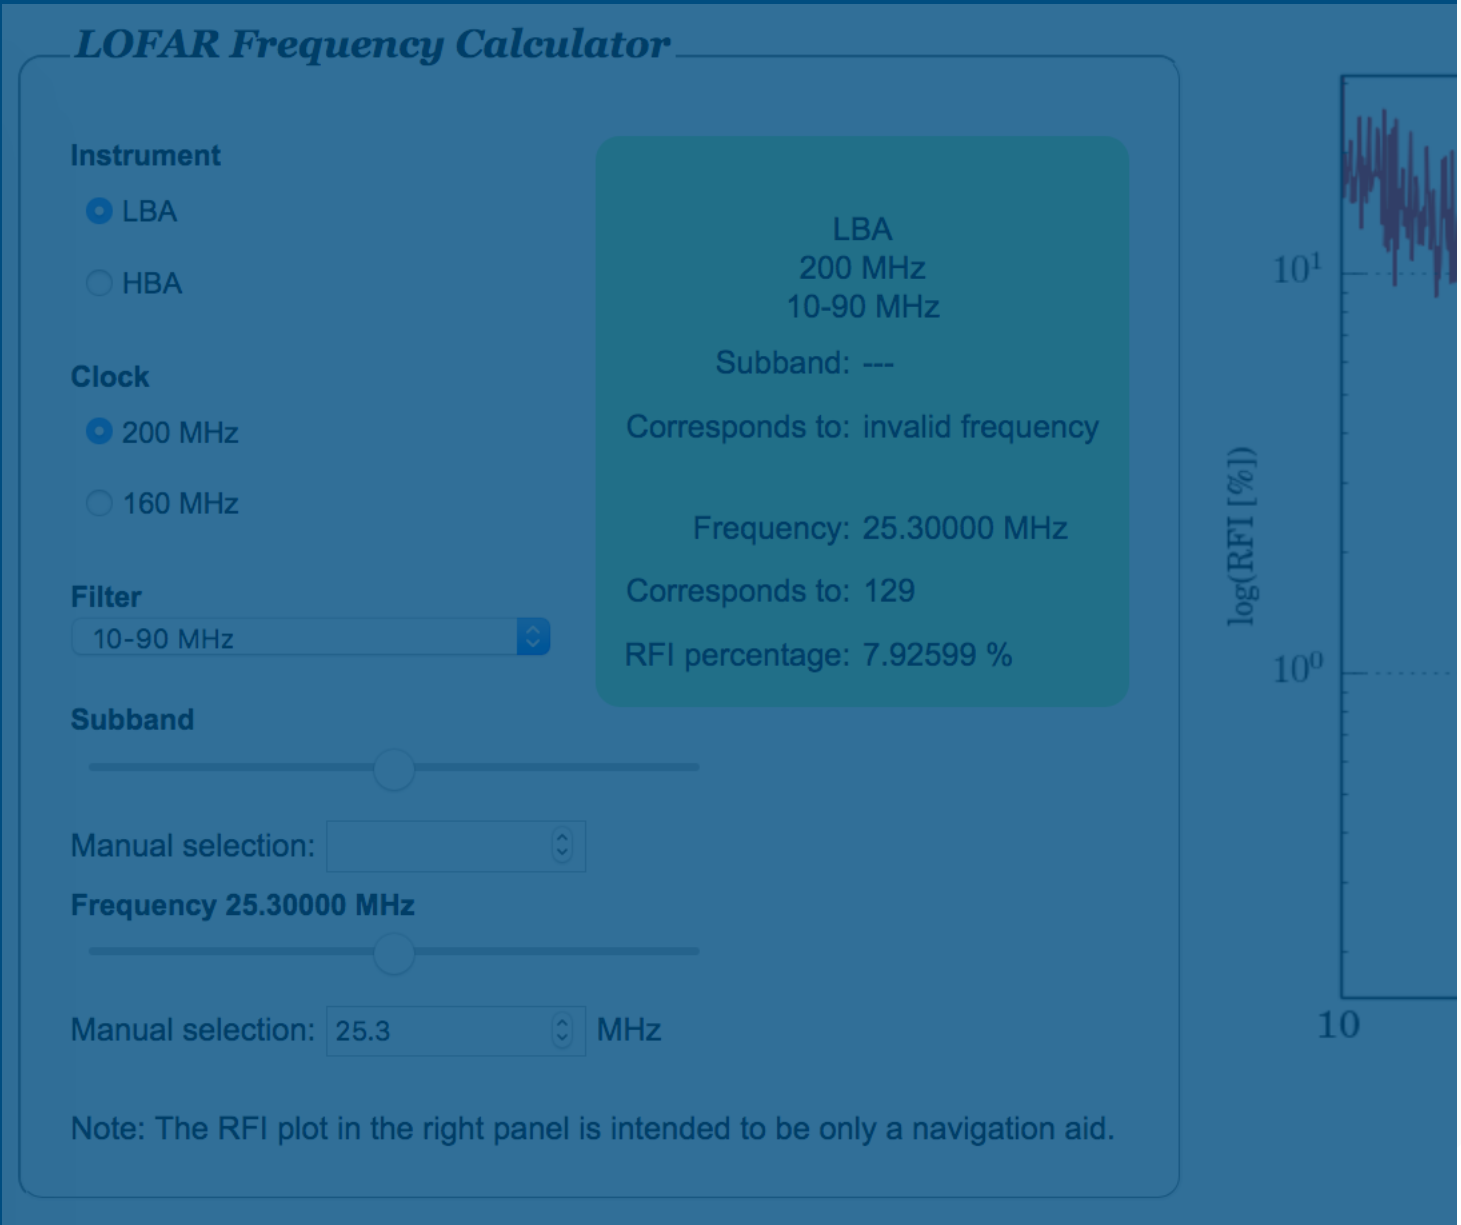 LOFAR Frequency Calculator
Instrument
LBA
HBA
Clock
200 MHz
160 MHz
Filter
10-90 MHz
Subband
Manual selection:
Frequency 25.30000 MHz
Manual selection: 25.3 MHz
Note: The RFI plot in the right panel is intended to be only a navigation aid.
LBA
200 MHz
10-90 MHz
Subband: ---
Corresponds to: invalid frequency
Frequency: 25.30000 MHz
Corresponds to: 129
RFI percentage: 7.92599 %
log(RFI [%])
10¹
10⁰
10